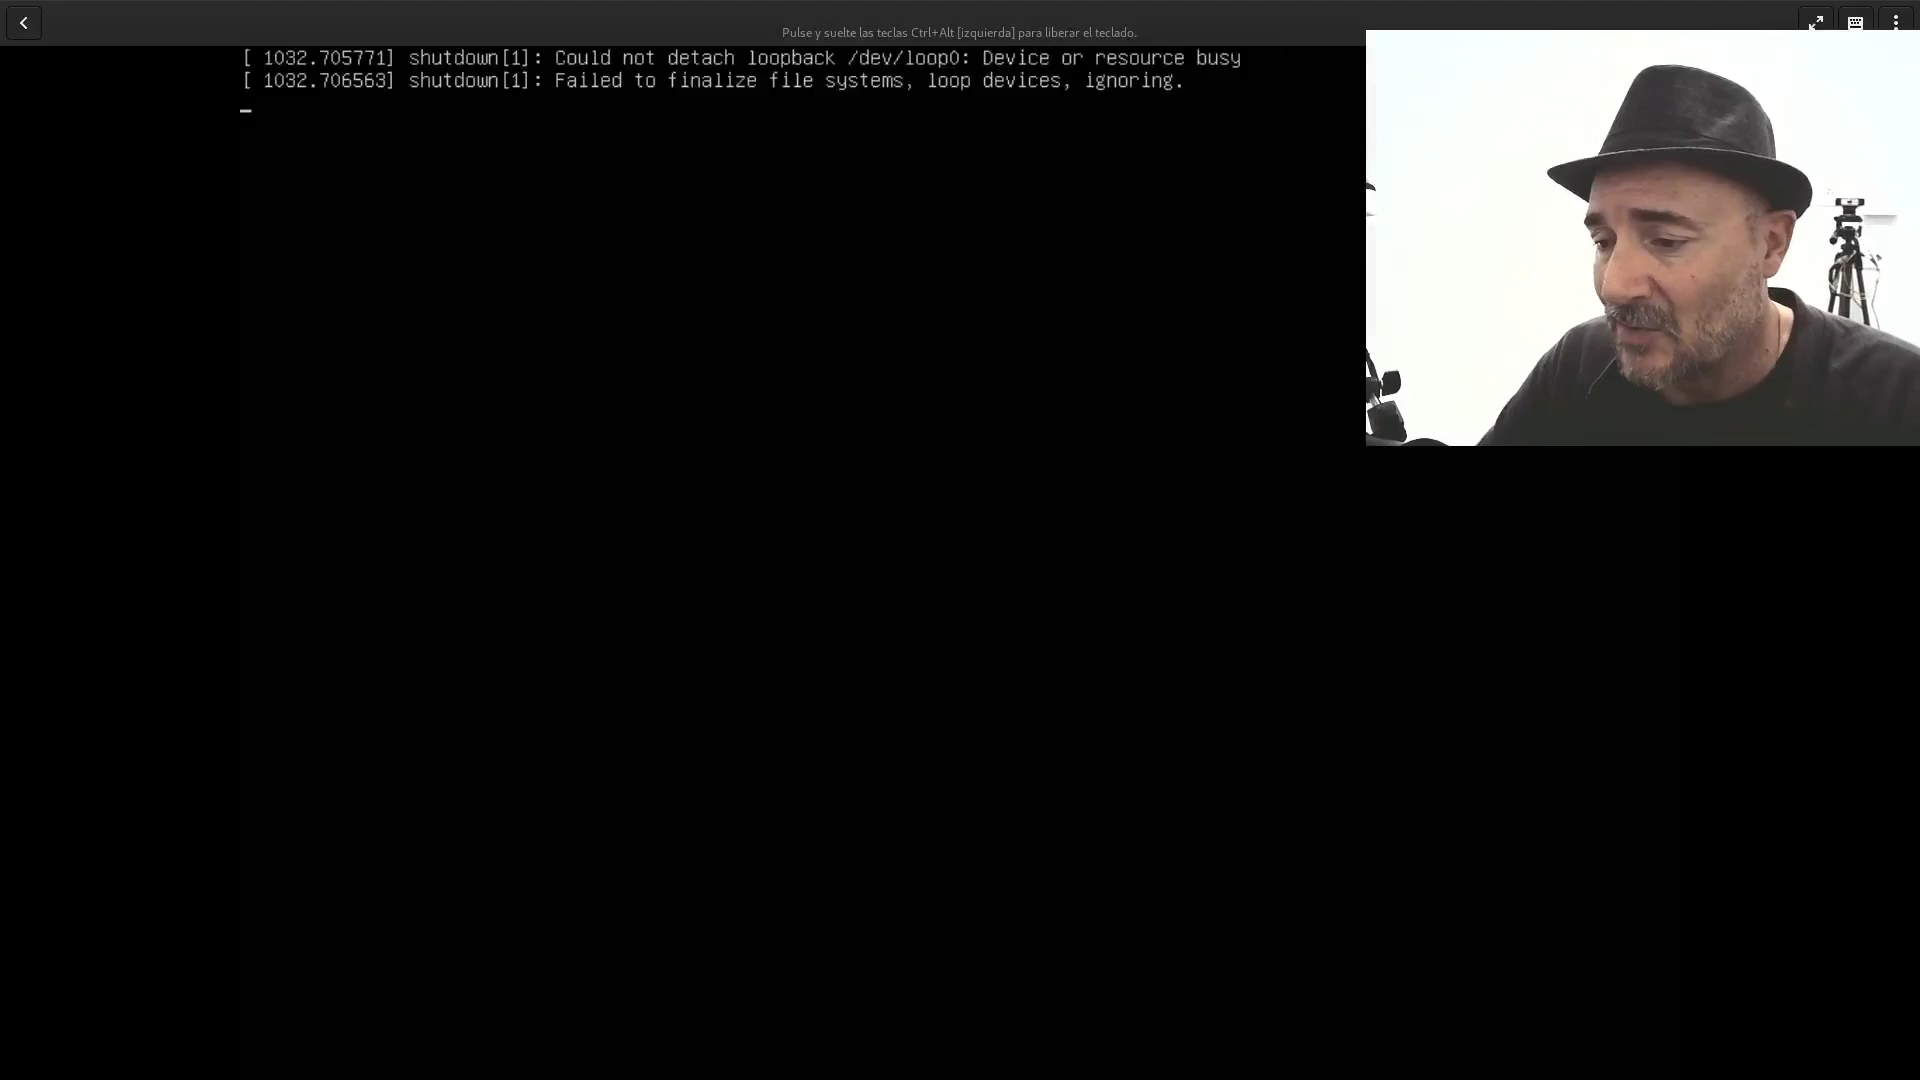 Pulse y suelte las teclas Ctrl+Alt [izquierda] para liberar el teclado.
[ 1032.705771] shutdown[1]: Could not detach loopback /dev/loop0: Device or resource busy
[ 1032.706563] shutdown[1]: Failed to finalize file systems, loop devices, ignoring.